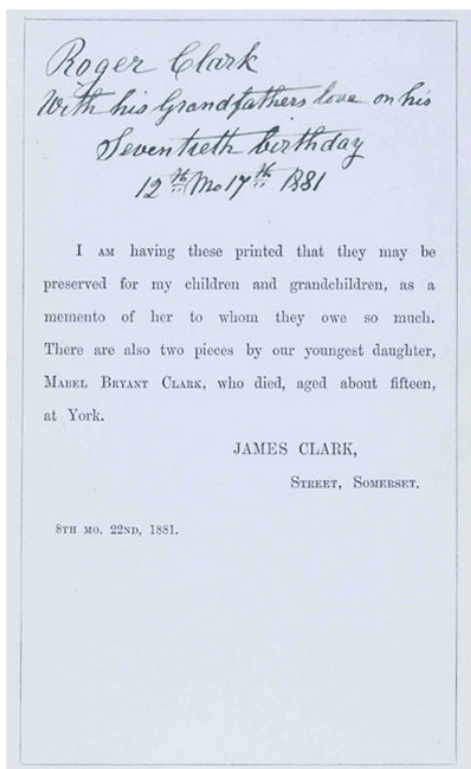 Roger Clark
With his Grandfathers love on his
Seventieth birthday
12th Mo 17th 1881
I AM having these printed that they may be
preserved for my children and grandchildren, as a
memento of her to whom they owe so much.
There are also two pieces by our youngest daughter,
MABEL BRYANT CLARK, who died, aged about fifteen,
at York.
JAMES CLARK,
STREET, SOMERSET.
8TH MO. 22ND, 1881.